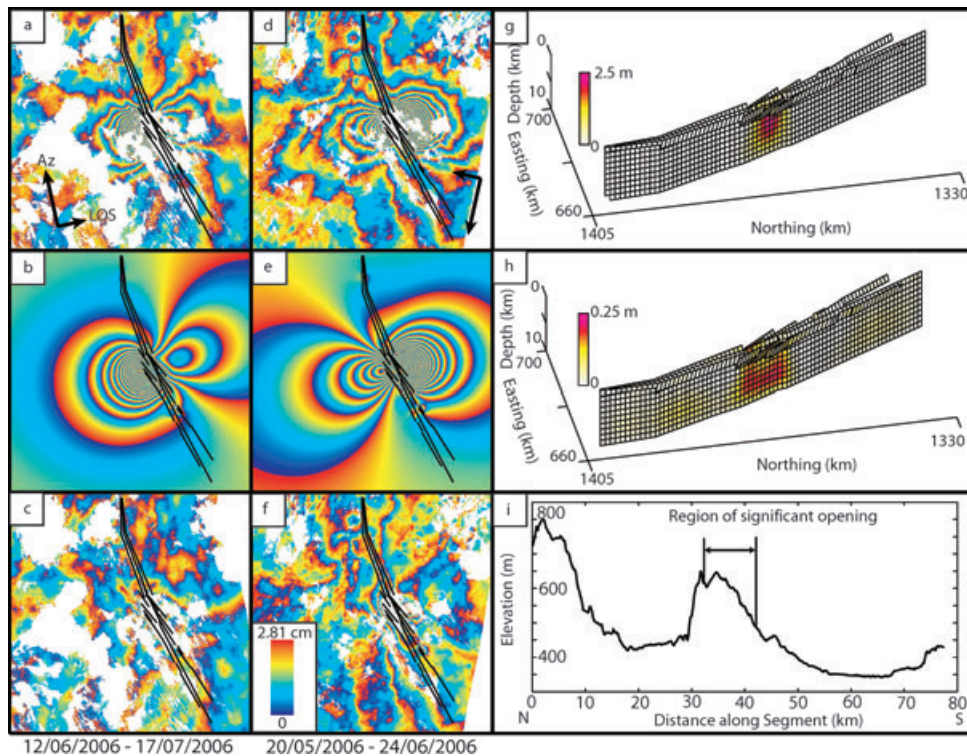 a
Az
LOS
b
c
12/06/2006 - 17/07/2006
d
e
f
2.81 cm
0
20/05/2006 - 24/06/2006
g
0
Depth (km)
10
700
Easting (km)
660
1405
Northing (km)
1330
2.5 m
0
h
0
Depth (km)
10
700
Easting (km)
660
1405
Northing (km)
1330
0.25 m
0
i
Region of significant opening
Elevation (m)
800
600
400
0 10 20 30 40 50 60 70 80
N Distance along Segment (km) S